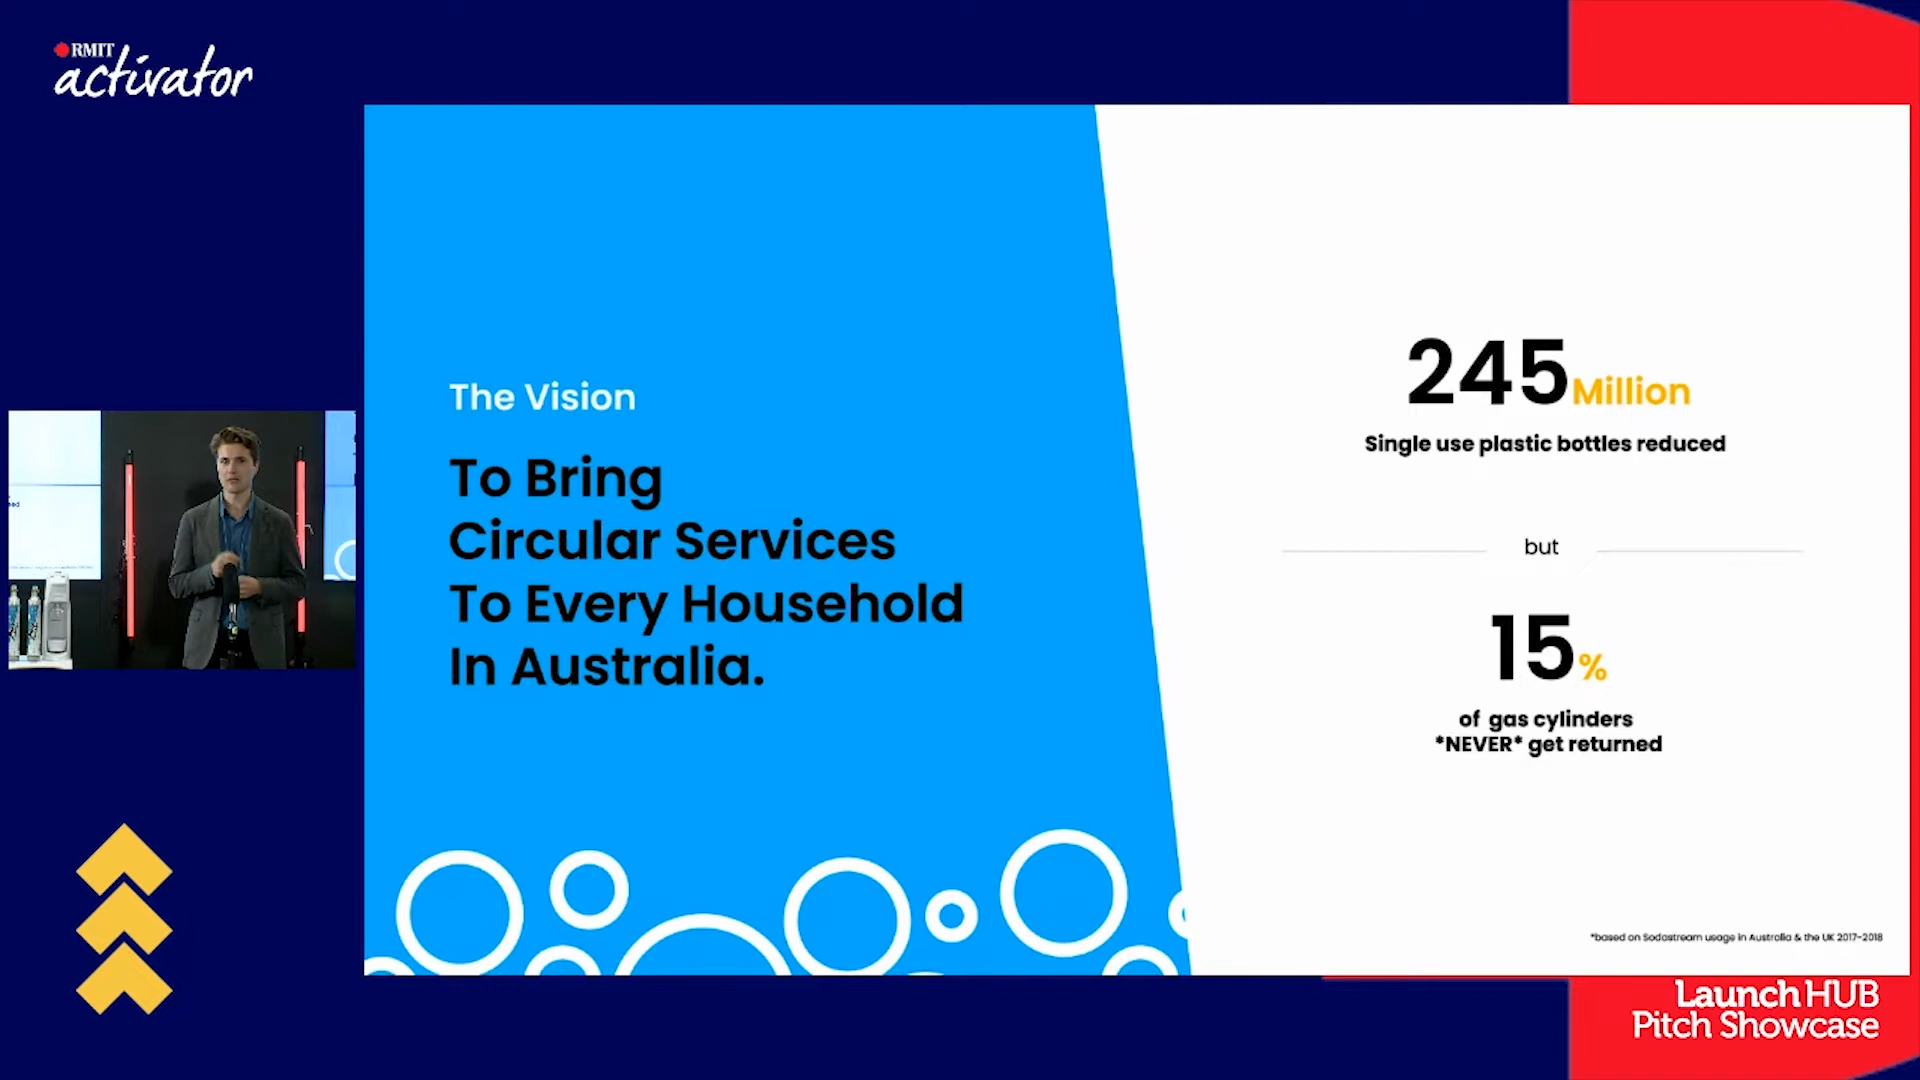 RMIT
activator
The Vision
To Bring
Circular Services
To Every Household
In Australia.
245 Million
Single use plastic bottles reduced
but
15%
of gas cylinders
*NEVER* get returned
*based on Sodastream usage in Australia & the UK 2017-2018
Launch HUB
Pitch Showcase